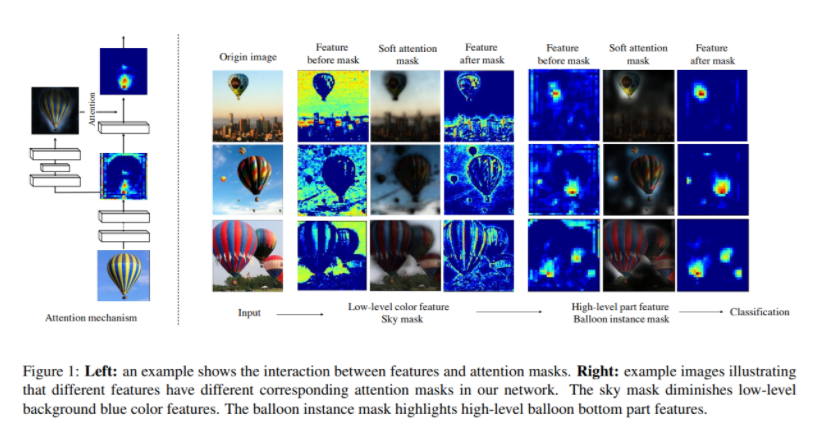 Origin image
Feature
before mask
Soft attention
mask
Feature
after mask
Feature
before mask
Soft attention
mask
Feature
after mask
Attention
Attention mechanism
Input
Low-level color feature
Sky mask
High-level part feature
Balloon instance mask
Classification
Figure 1: Left: an example shows the interaction between features and attention masks. Right: example images illustrating
that different features have different corresponding attention masks in our network. The sky mask diminishes low-level
background blue color features. The balloon instance mask highlights high-level balloon bottom part features.